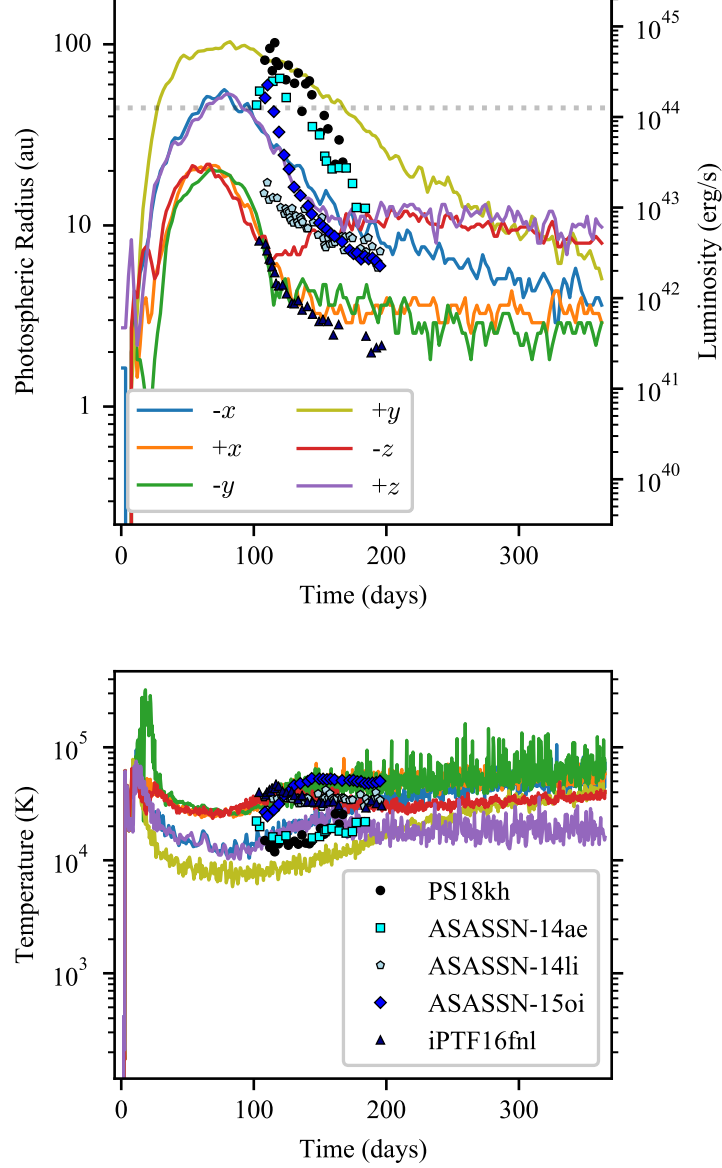 Photospheric Radius (au)
100
10
1
Luminosity (erg/s)
10^45
10^44
10^43
10^42
10^41
10^40
-x +y
+x -z
-y +z
0 100 200 300
Time (days)
Temperature (K)
10^5
10^4
10^3
PS18kh
ASASSN-14ae
ASASSN-14li
ASASSN-15oi
iPTF16fnl
0 100 200 300
Time (days)